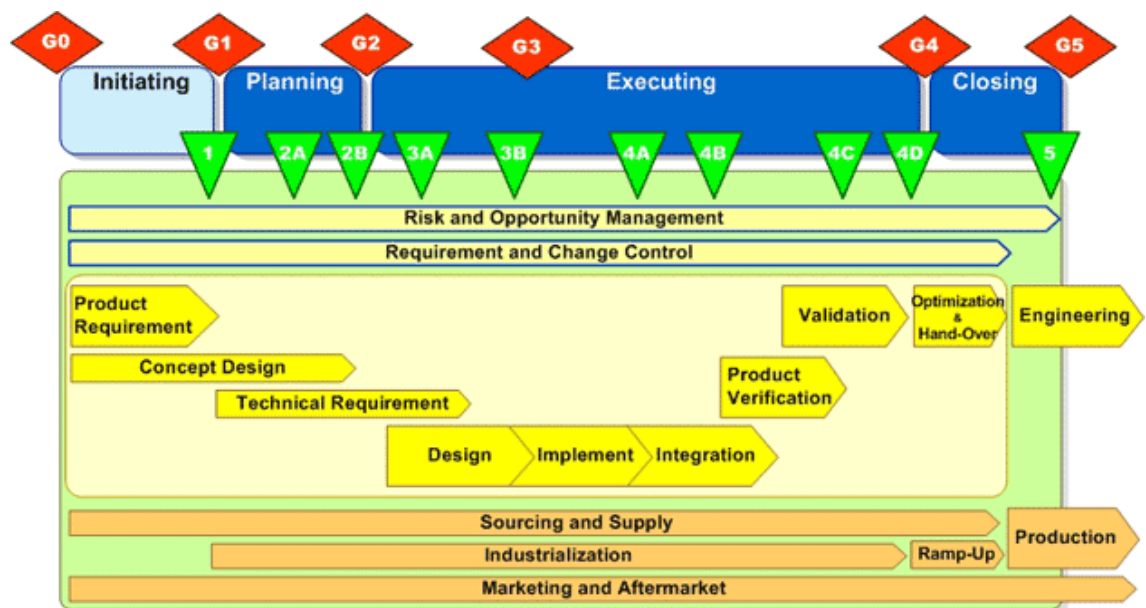 G0
G1
G2
G3
G4
G5
Initiating
Planning
Executing
Closing
1
2A
2B
3A
3B
4A
4B
4C
4D
5
Risk and Opportunity Management
Requirement and Change Control
Product
Requirement
Validation
Optimization
&
Hand-Over
Engineering
Concept Design
Product
Verification
Technical Requirement
Design
Implement
Integration
Sourcing and Supply
Production
Industrialization
Ramp-Up
Marketing and Aftermarket